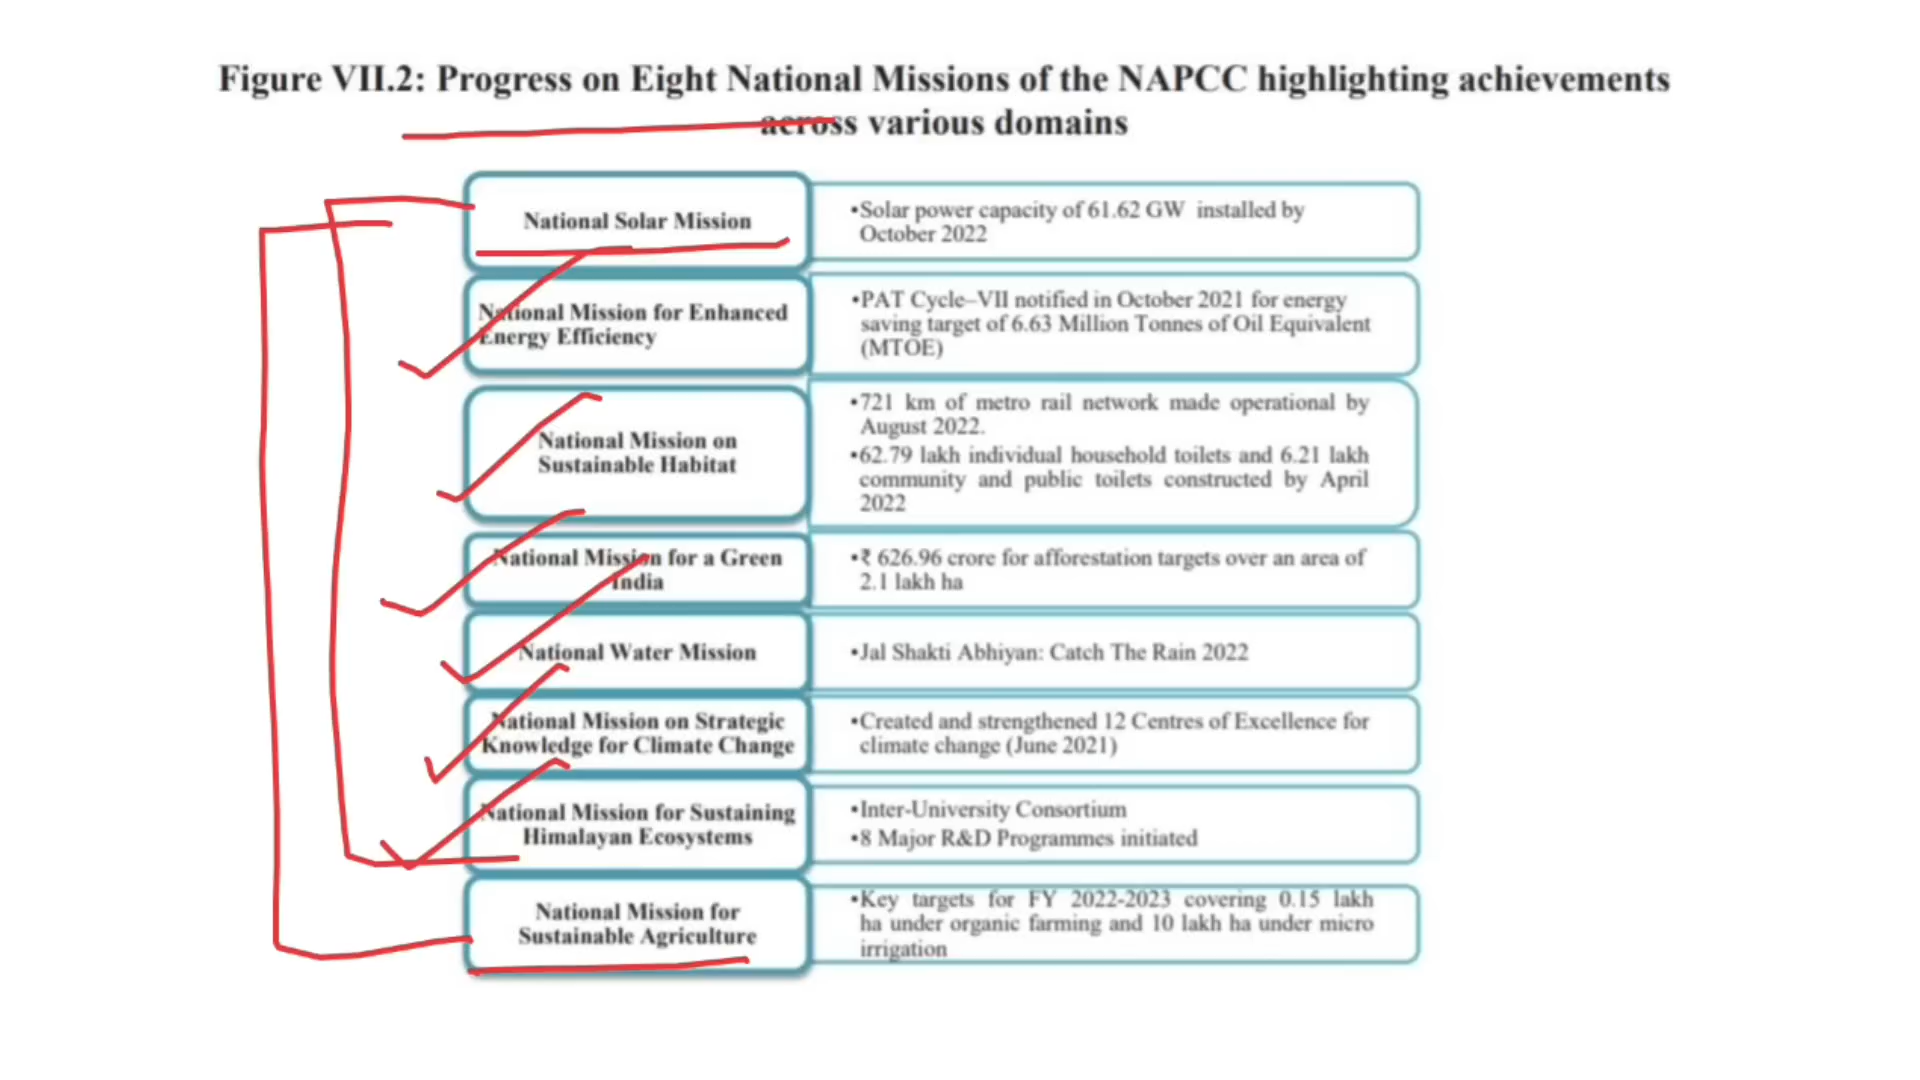 Figure VII.2: Progress on Eight National Missions of the NAPCC highlighting achievements
across various domains
National Solar Mission
•Solar power capacity of 61.62 GW installed by
October 2022
National Mission for Enhanced
Energy Efficiency
•PAT Cycle–VII notified in October 2021 for energy
saving target of 6.63 Million Tonnes of Oil Equivalent
(MTOE)
National Mission on
Sustainable Habitat
•721 km of metro rail network made operational by
August 2022.
•62.79 lakh individual household toilets and 6.21 lakh
community and public toilets constructed by April
2022
National Mission for a Green
India
•₹ 626.96 crore for afforestation targets over an area of
2.1 lakh ha
National Water Mission
•Jal Shakti Abhiyan: Catch The Rain 2022
National Mission on Strategic
Knowledge for Climate Change
•Created and strengthened 12 Centres of Excellence for
climate change (June 2021)
National Mission for Sustaining
Himalayan Ecosystems
•Inter-University Consortium
•8 Major R&D Programmes initiated
National Mission for
Sustainable Agriculture
•Key targets for FY 2022-2023 covering 0.15 lakh
ha under organic farming and 10 lakh ha under micro
irrigation